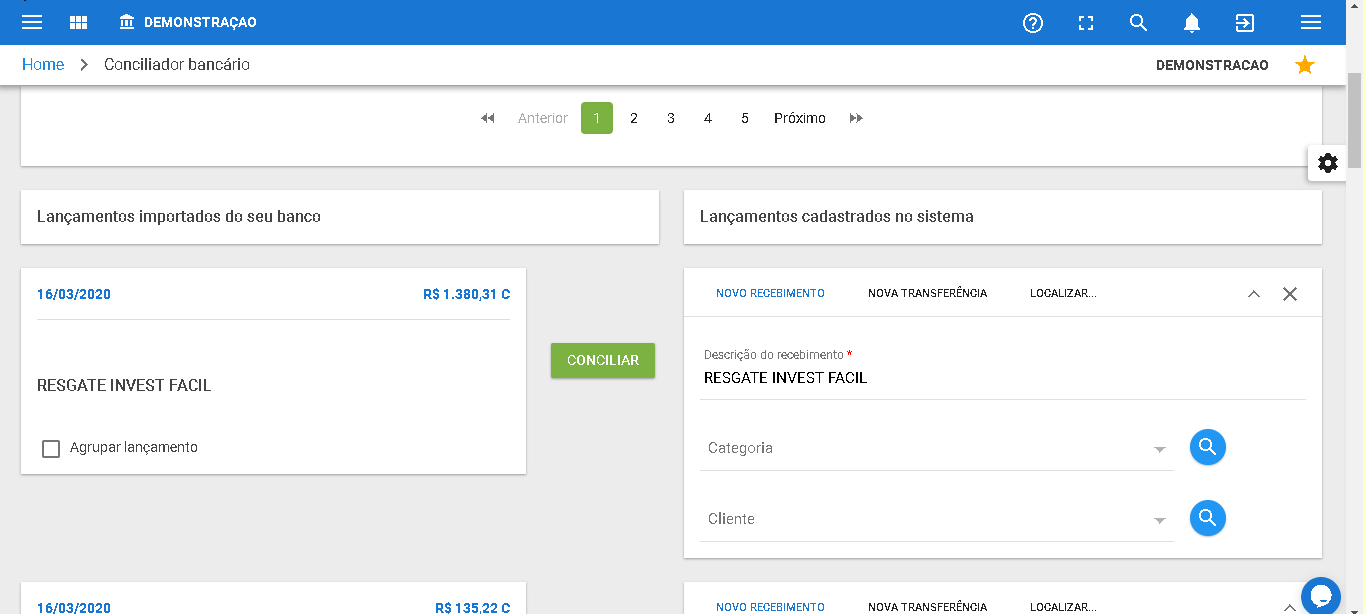 DEMONSTRAÇAO
Home > Conciliador bancário
DEMONSTRACAO
Anterior 1 2 3 4 5 Próximo
Lançamentos importados do seu banco
Lançamentos cadastrados no sistema
16/03/2020 R$ 1.380,31 C
RESGATE INVEST FACIL
Agrupar lançamento
CONCILIAR
NOVO RECEBIMENTO NOVA TRANSFERÊNCIA LOCALIZAR...
Descrição do recebimento *
RESGATE INVEST FACIL
Categoria
Cliente
16/03/2020 R$ 135,22 C
NOVO RECEBIMENTO NOVA TRANSFERÊNCIA LOCALIZAR...